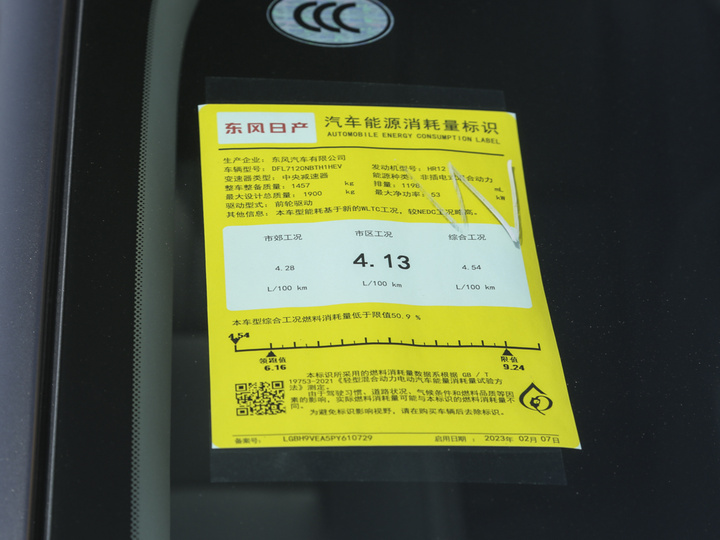 CCC
东风日产
汽车能源消耗量标识
AUTOMOBILE ENERGY CONSUMPTION LABEL
生产企业：东风汽车有限公司
车辆型号：DFL7120NBTH1HEV 发动机型号：HR12
变速器类型：中央减速器 能源种类：非插电式混合动力
整车整备质量：1457 kg 排量：1198 mL
最大设计总质量：1900 kg 最大净功率：53 kW
驱动型式：前轮驱动
其他信息：本车型能耗基于新的WLTC工况，较NEDC工况略高。
市郊工况 市区工况 综合工况
4.28 4.13 4.54
L/100 km L/100 km L/100 km
本车型综合工况燃料消耗量低于限值50.9 %
4.54
领跑值 限值
6.16 9.24
本标识所采用的燃料消耗量数据系根据 GB / T
19753-2021《轻型混合动力电动汽车能量消耗量试验方
法》测定。
由于驾驶习惯、道路状况、气候条件和燃料品质等因
素的影响，实际燃料消耗量可能与本标识的燃料消耗量不
同。
为避免标识影响视野，请在购买车辆后去除标识。
备案号： LGBH9VEA5PY610729 启用日期 ： 2023年 02月 07日